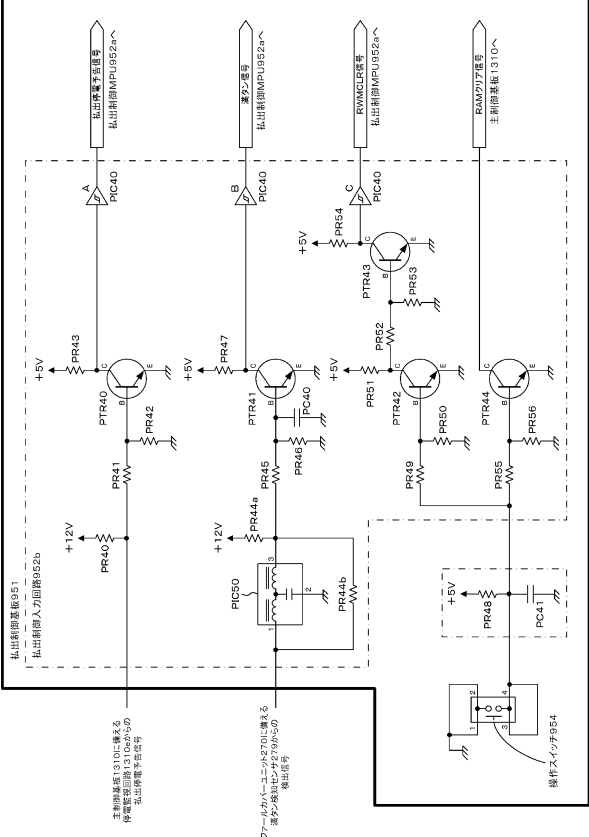 払出制御基板951
払出制御入力回路952b
主制御基板1310に備える
停電監視回路1310eからの
払出停電予告信号
+12V
PR40
PR41
PR42
B
C
E
PTR40
+5V
PR43
A
PIC40
払出停電予告信号
払出制御MPU952aへ
ファールカバーユニット270に備える
満タン検知センサ279からの
検出信号
1
2
3
PIC50
PR44b
+12V
PR44a
PR45
PR46
PC40
B
C
E
PTR41
+5V
PR47
B
PIC40
満タン信号
払出制御MPU952aへ
PR49
PR50
B
C
E
PTR42
+5V
PR51
PR52
PR53
B
C
E
PTR43
+5V
PR54
C
PIC40
RWMCLR信号
払出制御MPU952aへ
1
2
3
4
操作スイッチ954
+5V
PR48
PC41
PR55
PR56
B
C
E
PTR44
RAMクリア信号
主制御基板1310へ